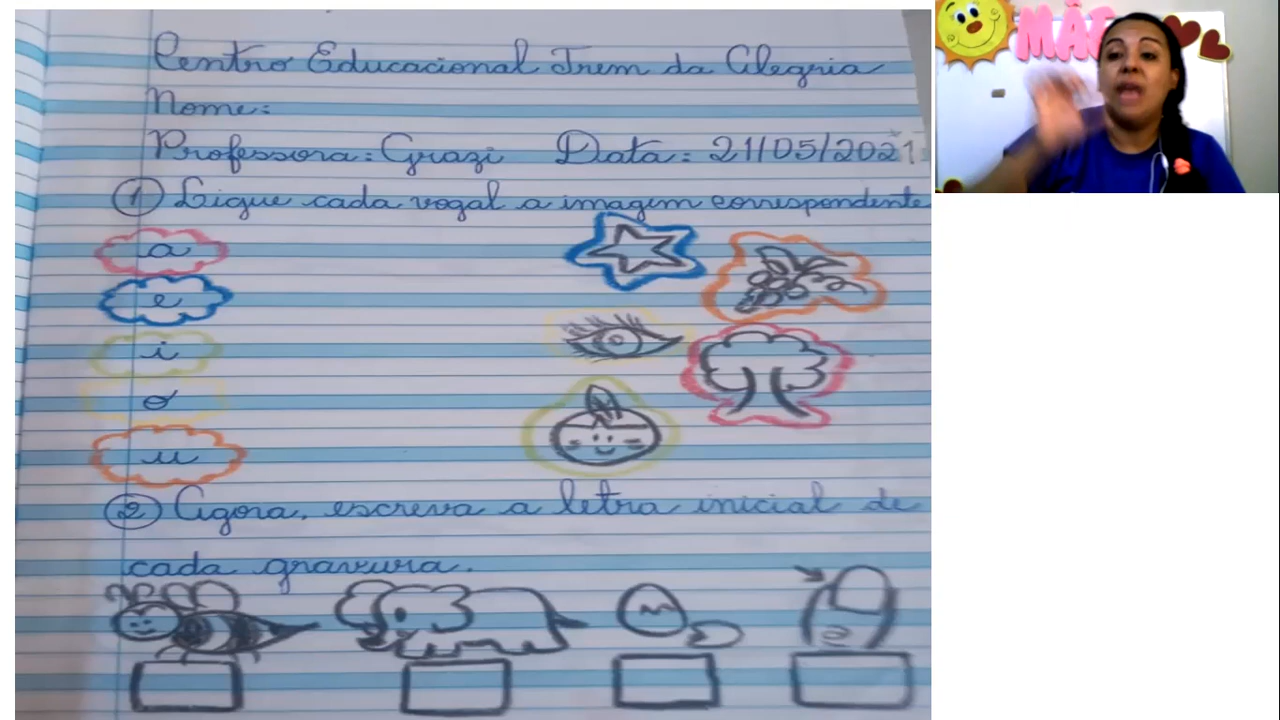 Centro Educacional Trem da Alegria
Nome:
Professora: Grazi Data: 21/05/2021
1 Ligue cada vogal a imagem correspondente
a
e
i
o
u
2 Agora, escreva a letra inicial de
cada gravura.
MÃE